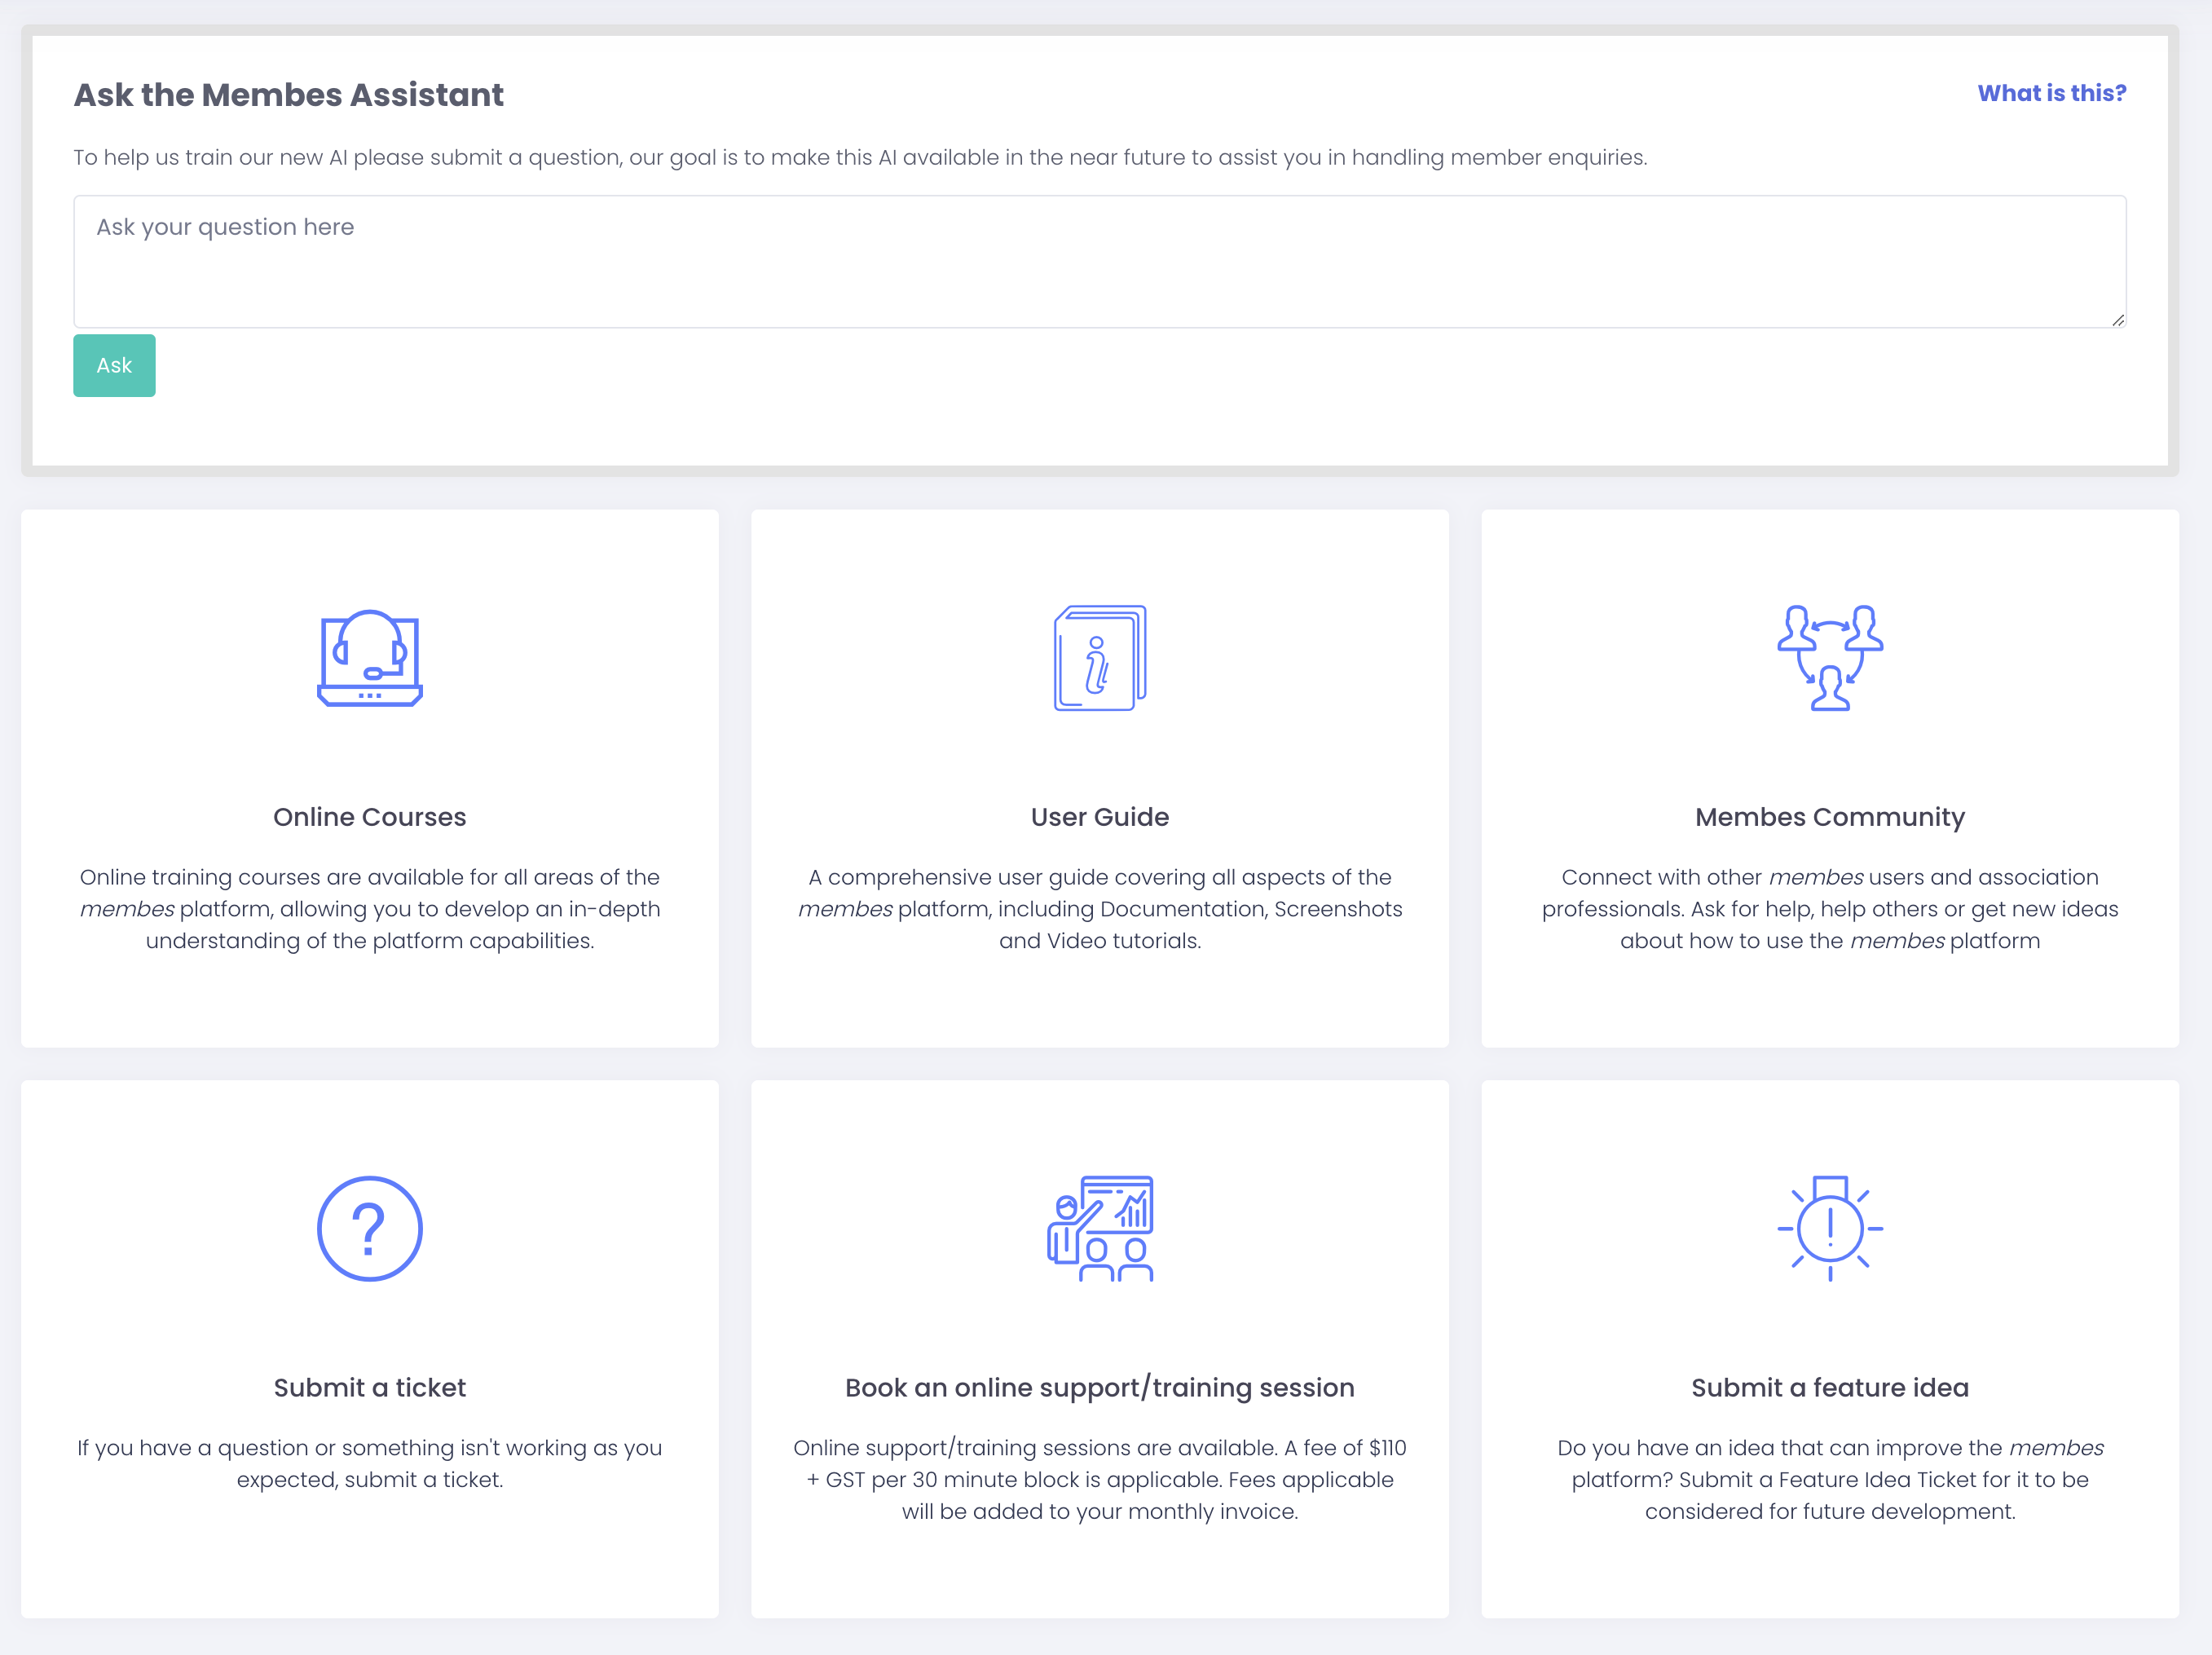 Ask the Membes Assistant
What is this?
To help us train our new AI please submit a question, our goal is to make this AI available in the near future to assist you in handling member enquiries.
Ask your question here
Ask
Online Courses
Online training courses are available for all areas of the
membes platform, allowing you to develop an in-depth
understanding of the platform capabilities.
User Guide
A comprehensive user guide covering all aspects of the
membes platform, including Documentation, Screenshots
and Video tutorials.
Membes Community
Connect with other membes users and association
professionals. Ask for help, help others or get new ideas
about how to use the membes platform
Submit a ticket
If you have a question or something isn't working as you
expected, submit a ticket.
Book an online support/training session
Online support/training sessions are available. A fee of $110
+ GST per 30 minute block is applicable. Fees applicable
will be added to your monthly invoice.
Submit a feature idea
Do you have an idea that can improve the membes
platform? Submit a Feature Idea Ticket for it to be
considered for future development.